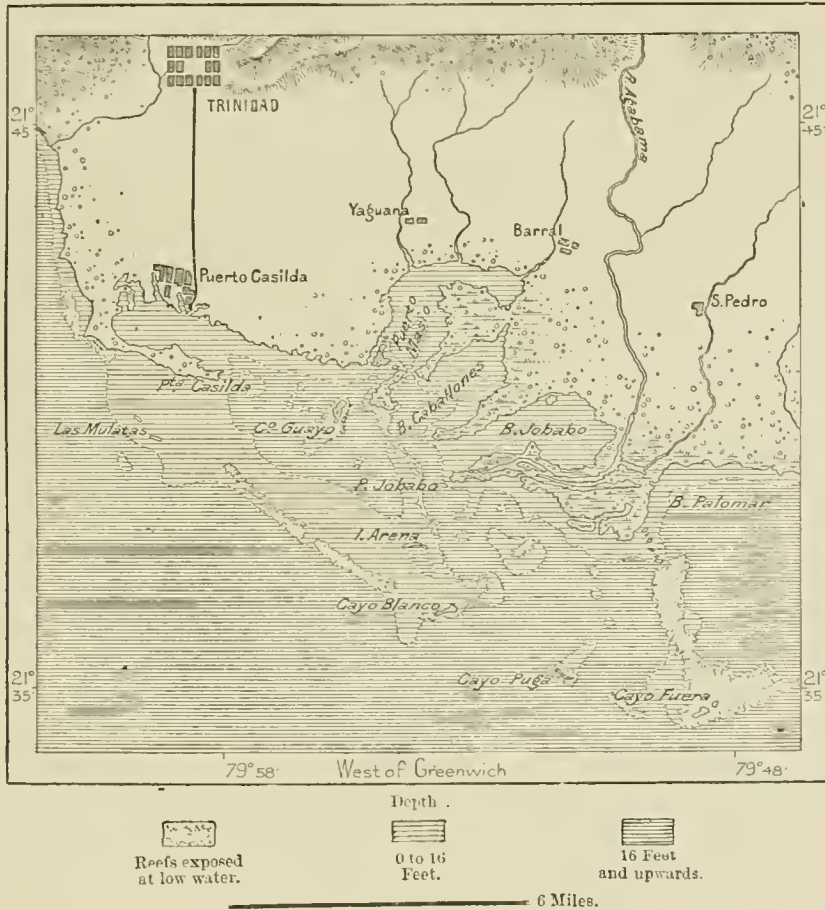 TRINIDAD
R. Agabama
21°
45'
21°
45'
Yaguana
Barral
Puerto Casilda
S. Pedro
Puerto
Masio
Pta Casilda
B. Caballones
Las Mulatas
Co. Guayo
B. Jobabo
P. Jobabo
B. Palomar
I. Arena
Cayo Blanco
Cayo Puga
Cayo Fuera
21°
35'
21°
35'
79°58'
West of Greenwich
79°48'
Depth.
Reefs exposed
at low water.
0 to 16
Feet.
16 Feet
and upwards.
6 Miles.